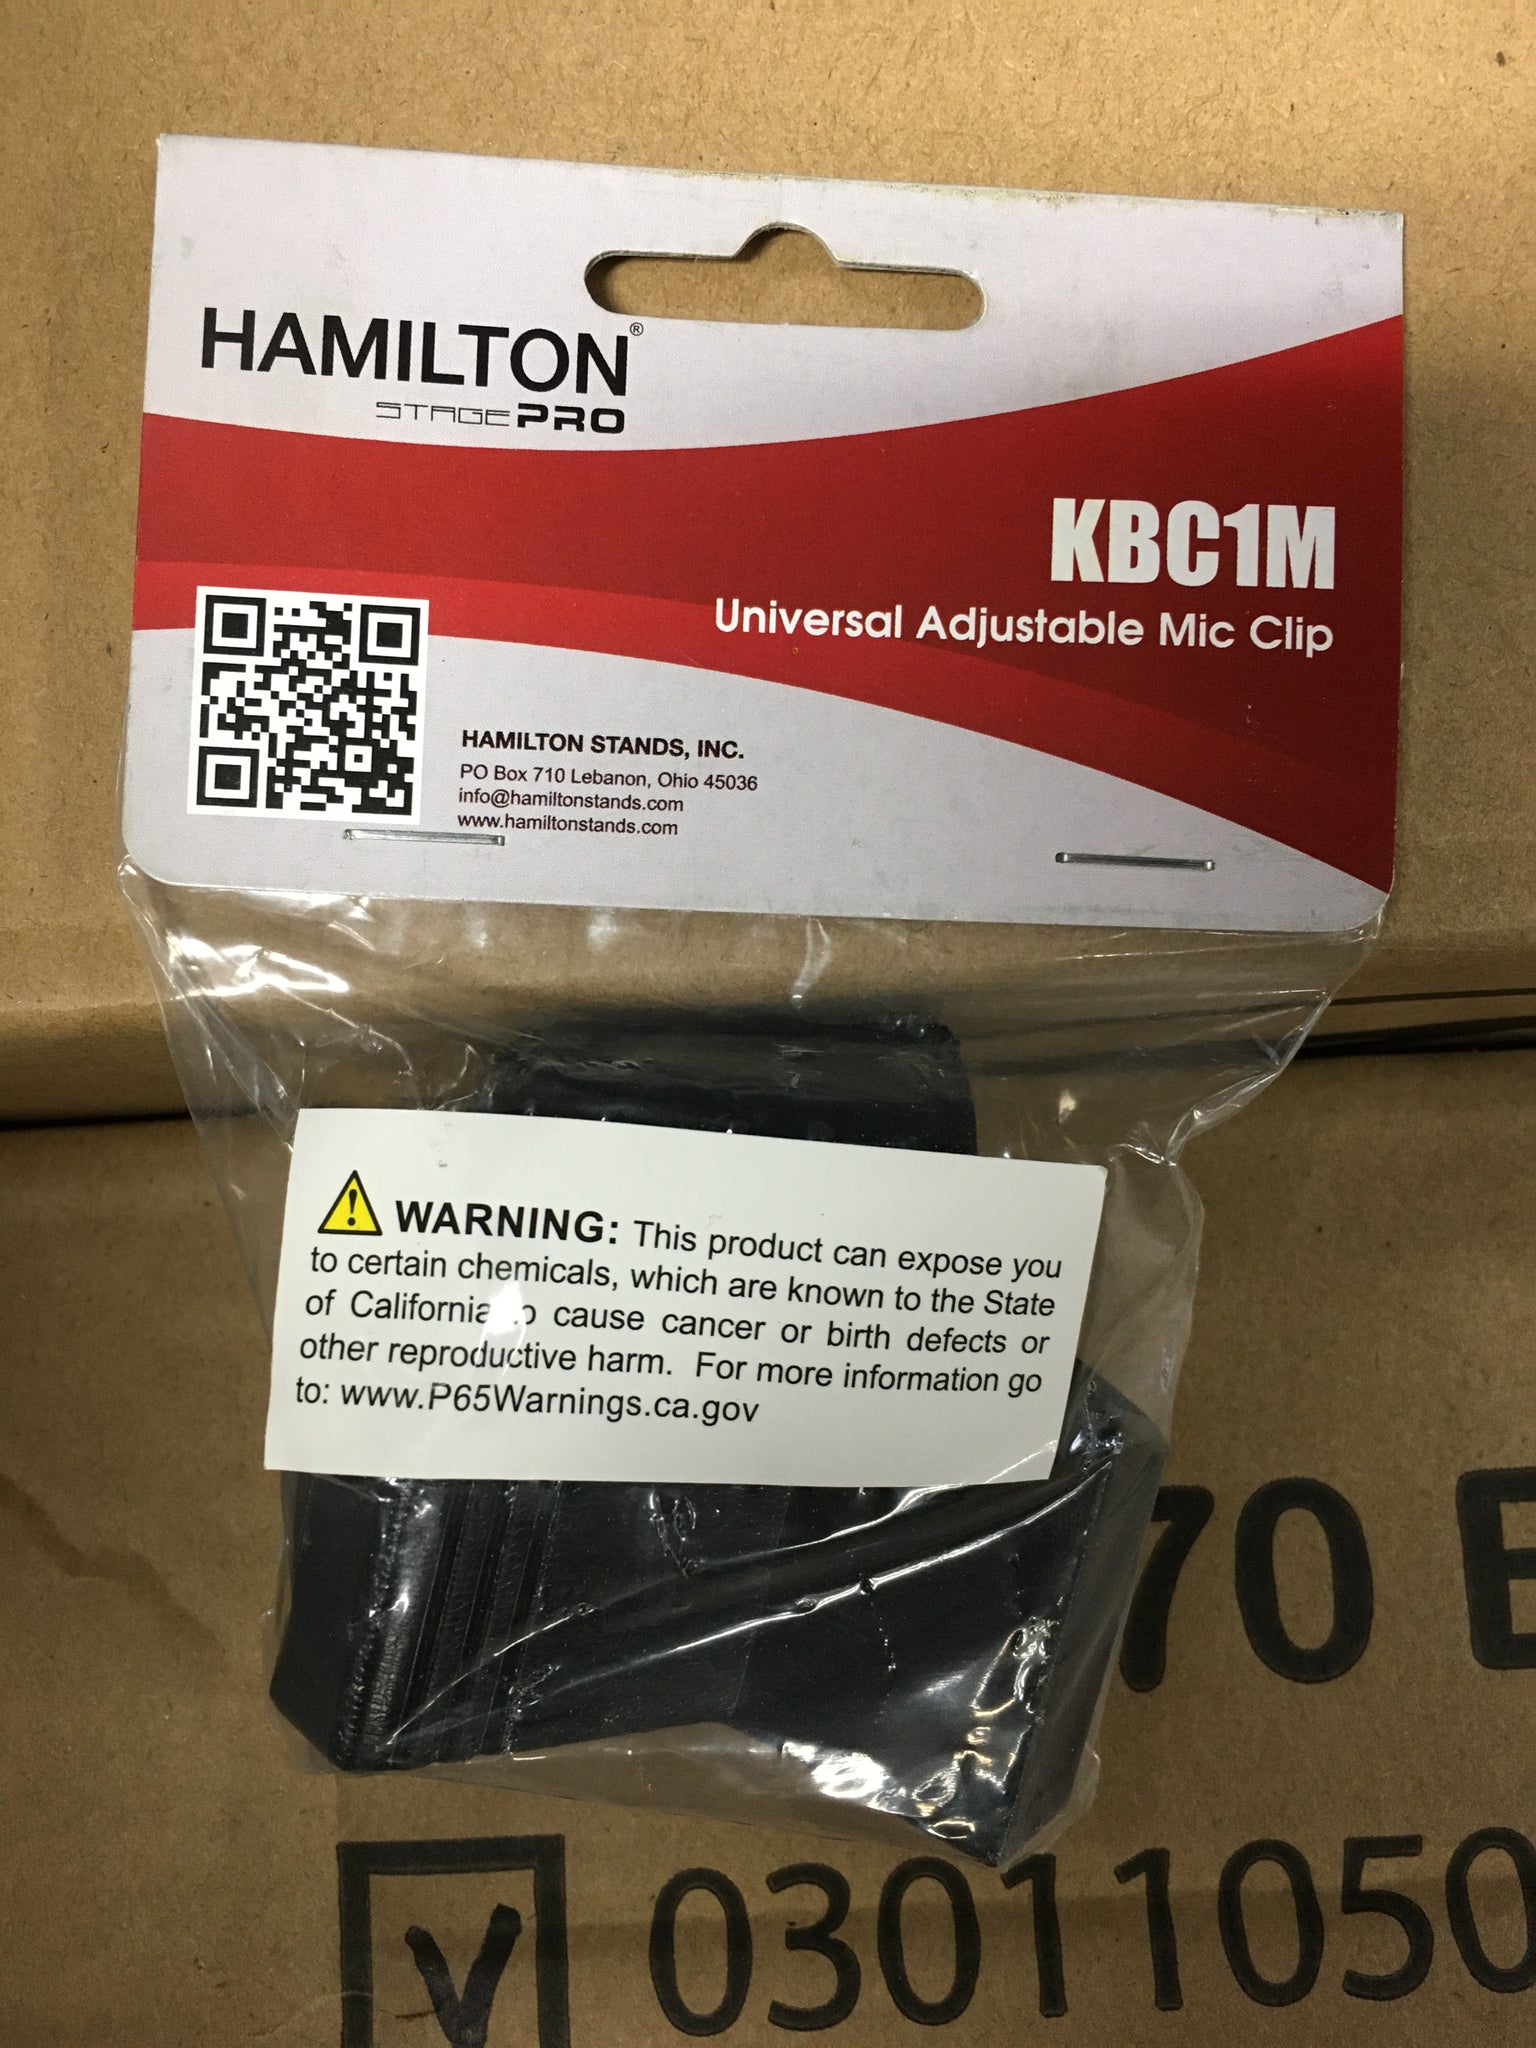 HAMILTON®
STAGEPRO
KBC1M
Universal Adjustable Mic Clip
HAMILTON STANDS, INC.
PO Box 710 Lebanon, Ohio 45036
info@hamiltonstands.com
www.hamiltonstands.com
WARNING: This product can expose you
to certain chemicals, which are known to the State
of California to cause cancer or birth defects or
other reproductive harm. For more information go
to: www.P65Warnings.ca.gov
70
03011050